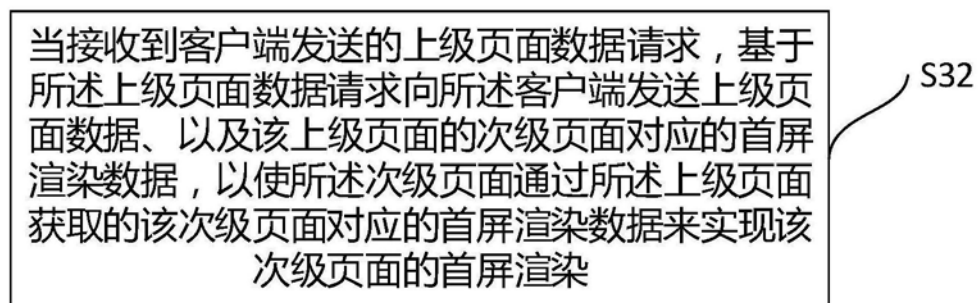 当接收到客户端发送的上级页面数据请求，基于
所述上级页面数据请求向所述客户端发送上级页
面数据、以及该上级页面的次级页面对应的首屏
渲染数据，以使所述次级页面通过所述上级页面
获取的该次级页面对应的首屏渲染数据来实现该
次级页面的首屏渲染
S32